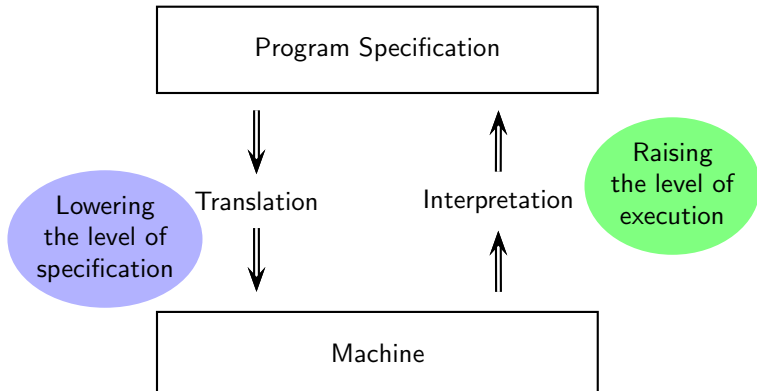 Program Specification
Translation
Interpretation
Lowering
the level of
specification
Raising
the level of
execution
Machine